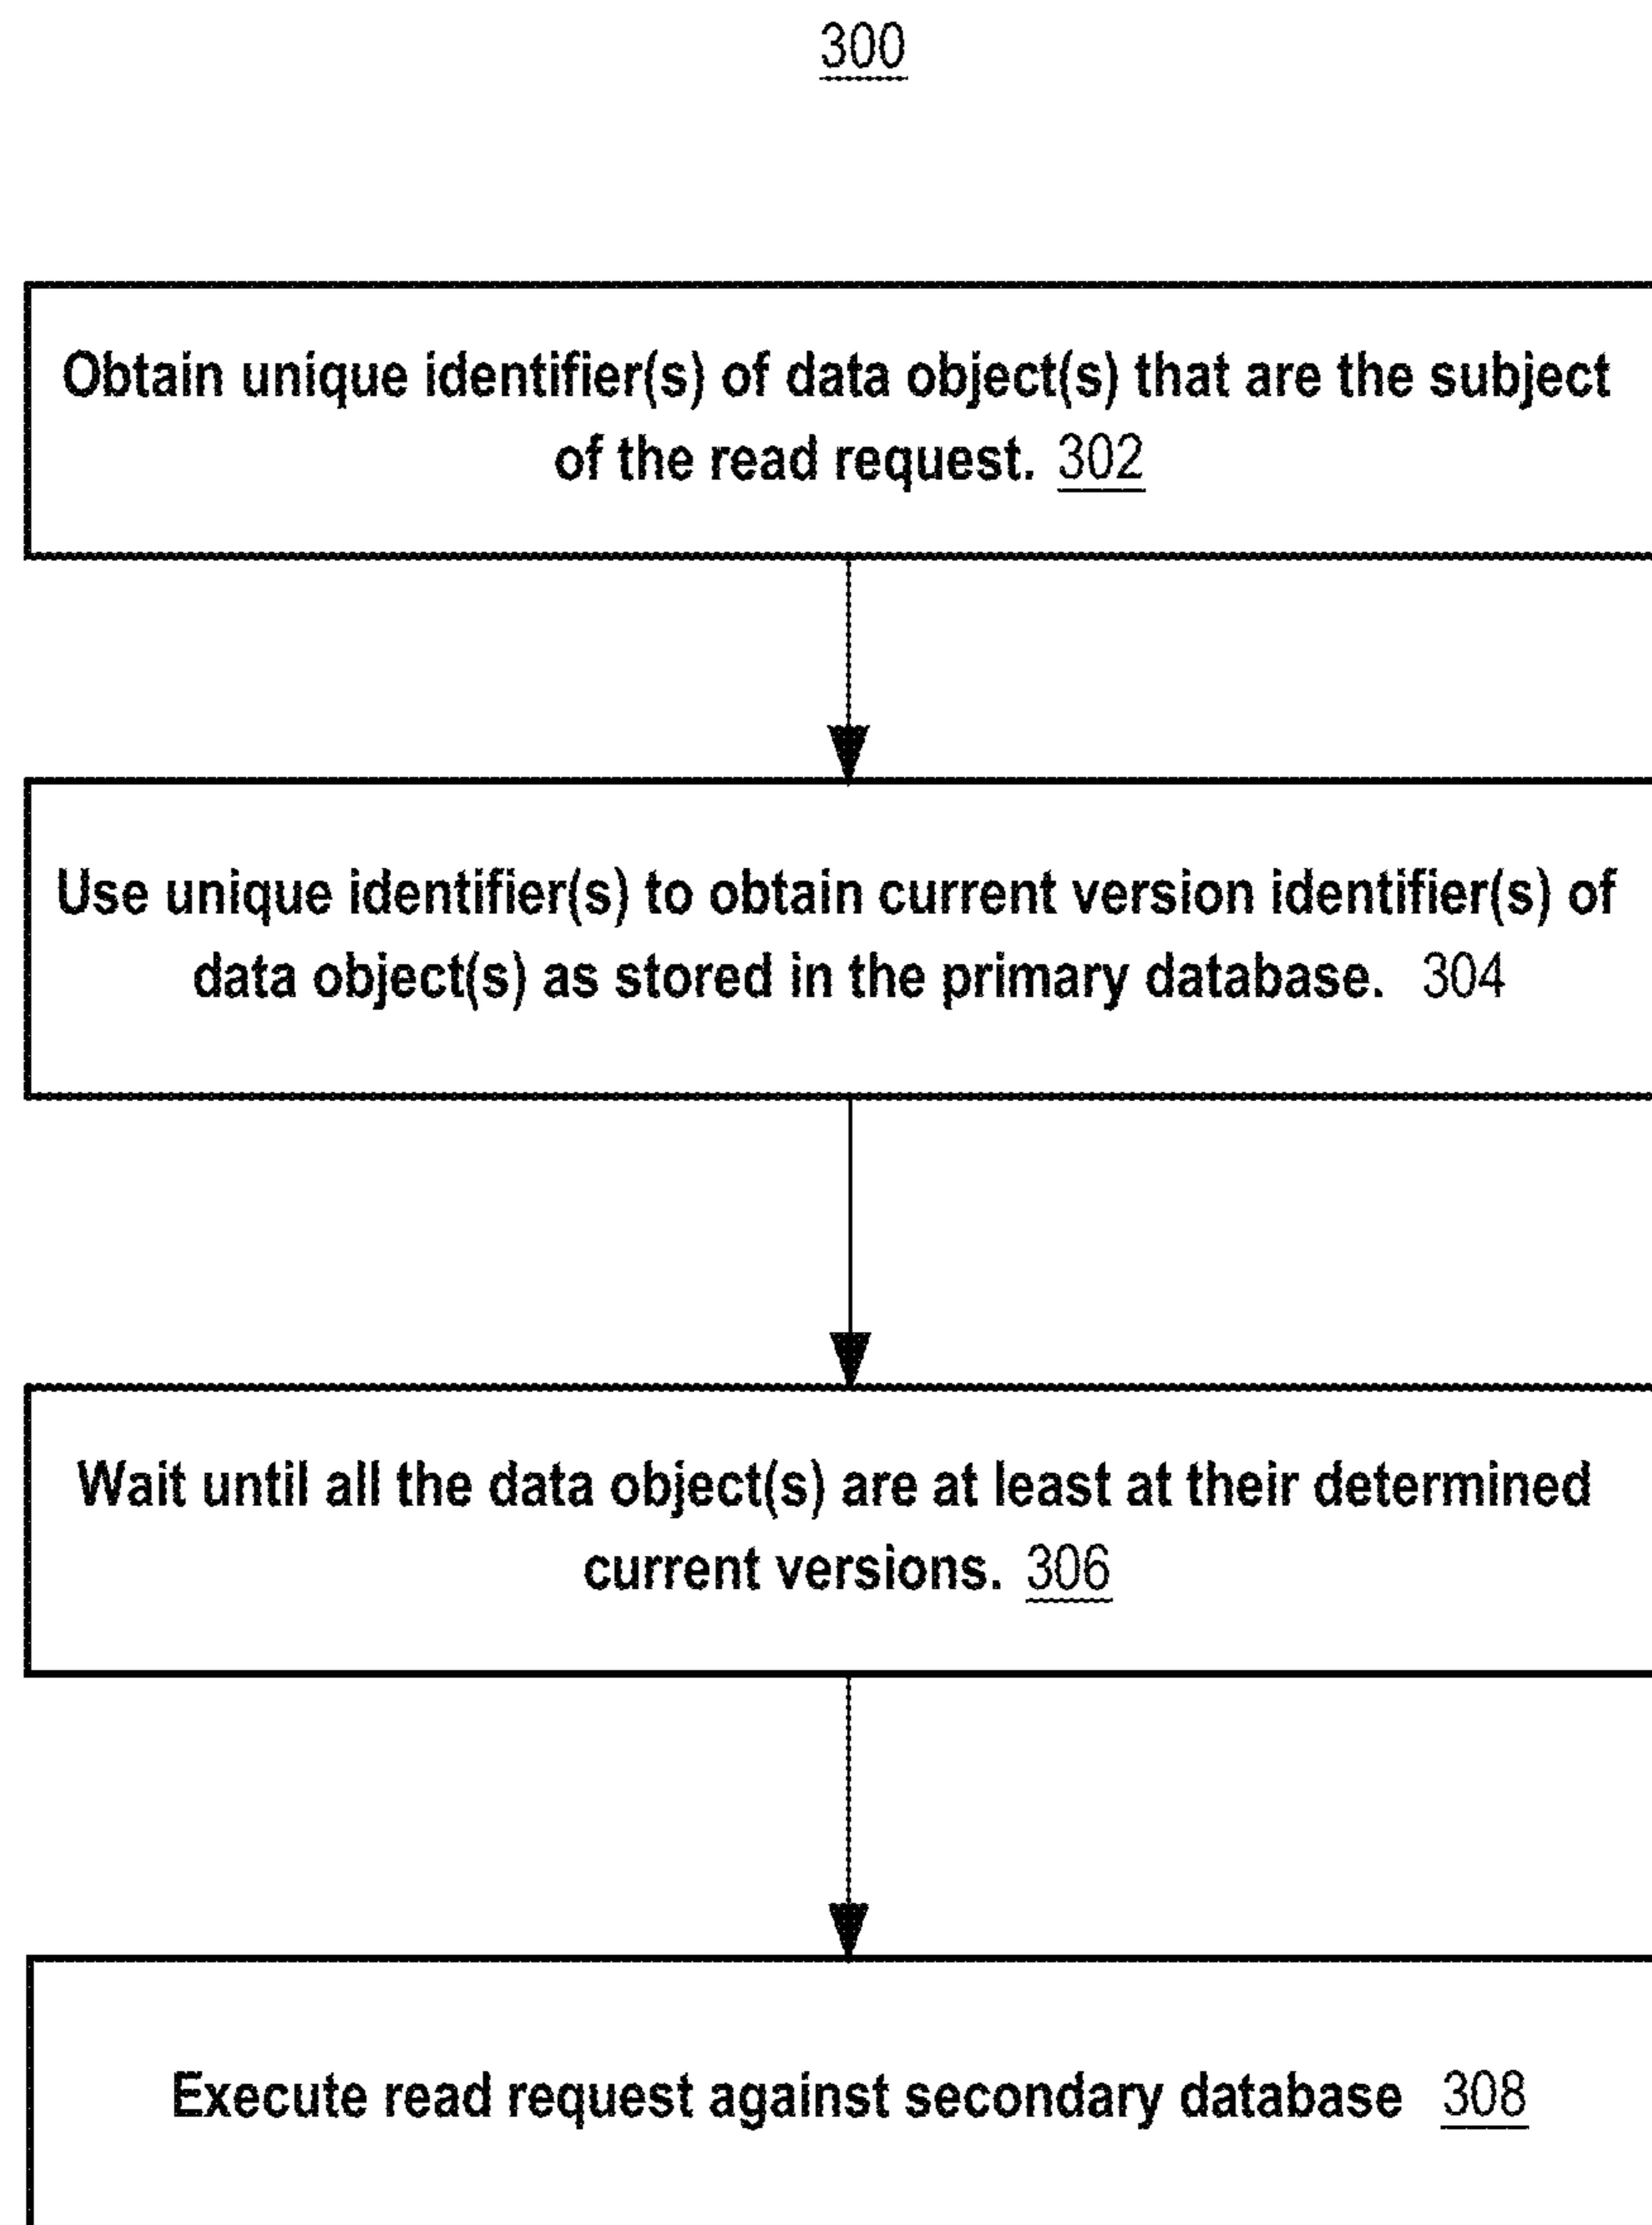 300
Obtain unique identifier(s) of data object(s) that are the subject
of the read request. 302
Use unique identifier(s) to obtain current version identifier(s) of
data object(s) as stored in the primary database. 304
Wait until all the data object(s) are at least at their determined
current versions. 306
Execute read request against secondary database 308